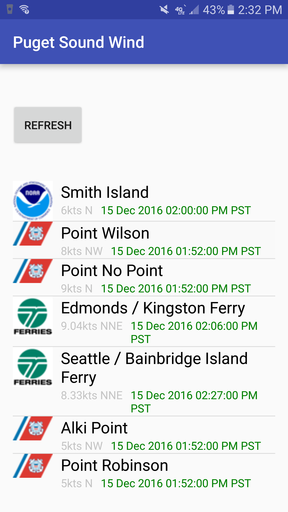 43% 2:32 PM
Puget Sound Wind
REFRESH
NOAA
Smith Island
6kts N 15 Dec 2016 02:00:00 PM PST
Point Wilson
8kts NW 15 Dec 2016 01:52:00 PM PST
Point No Point
9kts N 15 Dec 2016 01:52:00 PM PST
Edmonds / Kingston Ferry
FERRIES
9.04kts NNE 15 Dec 2016 02:06:00 PM
PST
Seattle / Bainbridge Island
Ferry
FERRIES
8.33kts NNE 15 Dec 2016 02:27:00 PM
PST
Alki Point
5kts NW 15 Dec 2016 01:52:00 PM PST
Point Robinson
5kts N 15 Dec 2016 01:52:00 PM PST